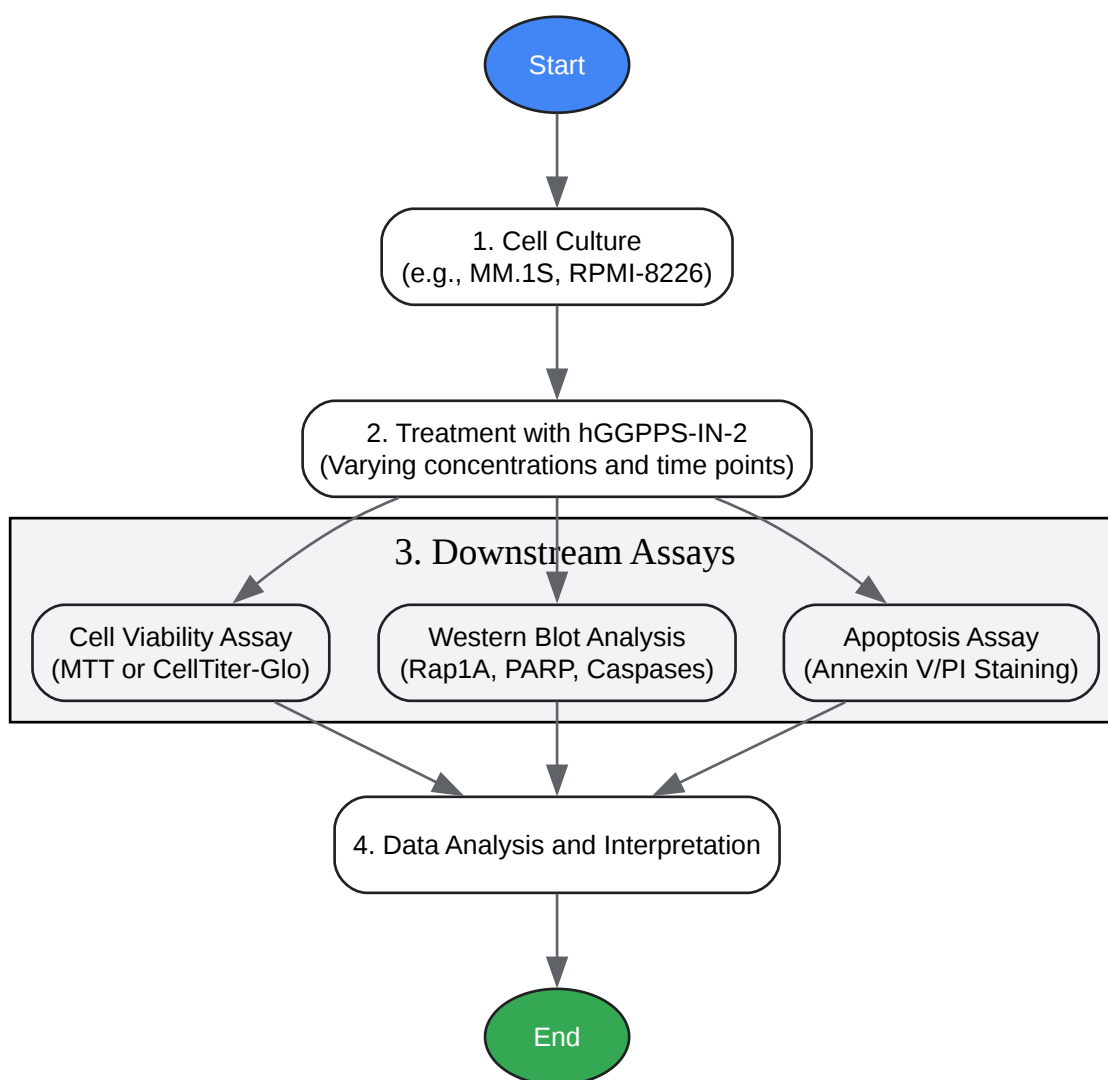 Start
1. Cell Culture
(e.g., MM.1S, RPMI-8226)
2. Treatment with hGGPPS-IN-2
(Varying concentrations and time points)
3. Downstream Assays
Cell Viability Assay
(MTT or CellTiter-Glo)
Western Blot Analysis
(Rap1A, PARP, Caspases)
Apoptosis Assay
(Annexin V/PI Staining)
4. Data Analysis and Interpretation
End